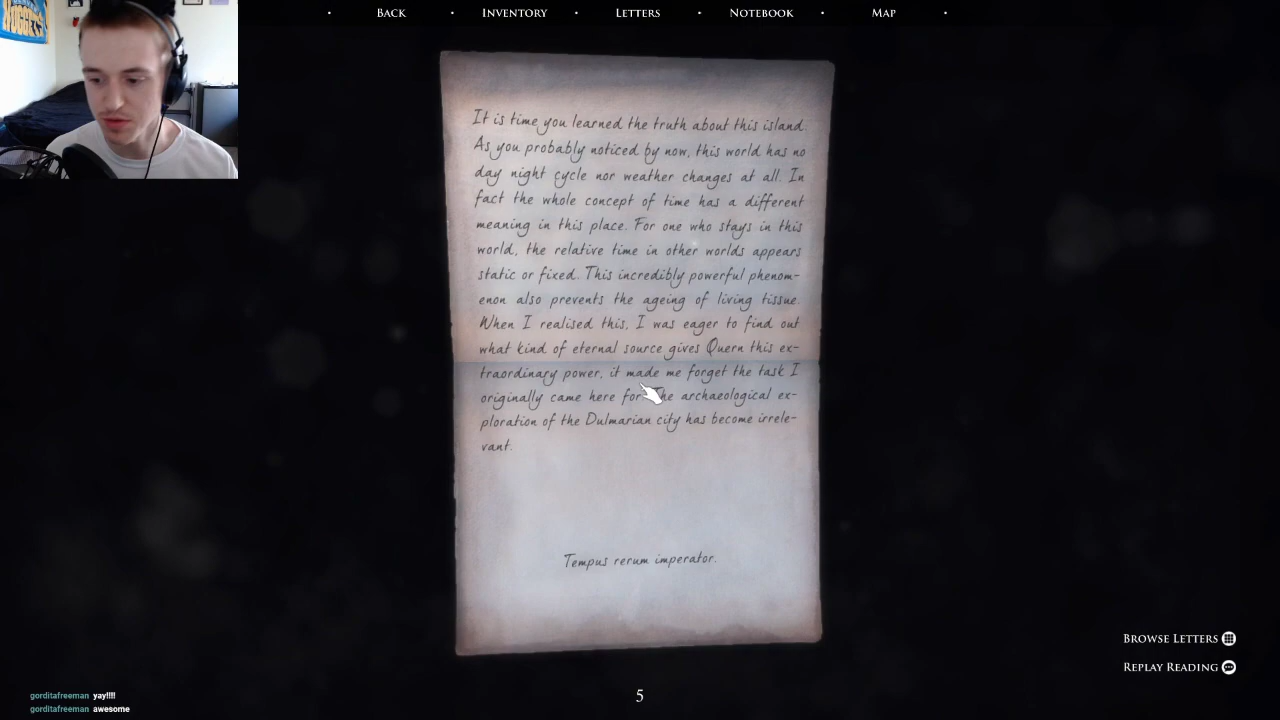 BACK
INVENTORY
LETTERS
NOTEBOOK
MAP
It is time you learned the truth about this island.
As you probably noticed by now, this world has no
day night cycle nor weather changes at all. In
fact the whole concept of time has a different
meaning in this place. For one who stays in this
world, the relative time in other worlds appears
static or fixed. This incredibly powerful phenom-
enon also prevents the ageing of living tissue.
When I realised this, I was eager to find out
what kind of eternal source gives Quern this ex-
traordinary power, it made me forget the task I
originally came here for. The archaeological ex-
ploration of the Dulmarian city has become irrele-
vant.
Tempus rerum imperator.
BROWSE LETTERS
REPLAY READING
5
gorditafreeman yay!!!!
gorditafreeman awesome